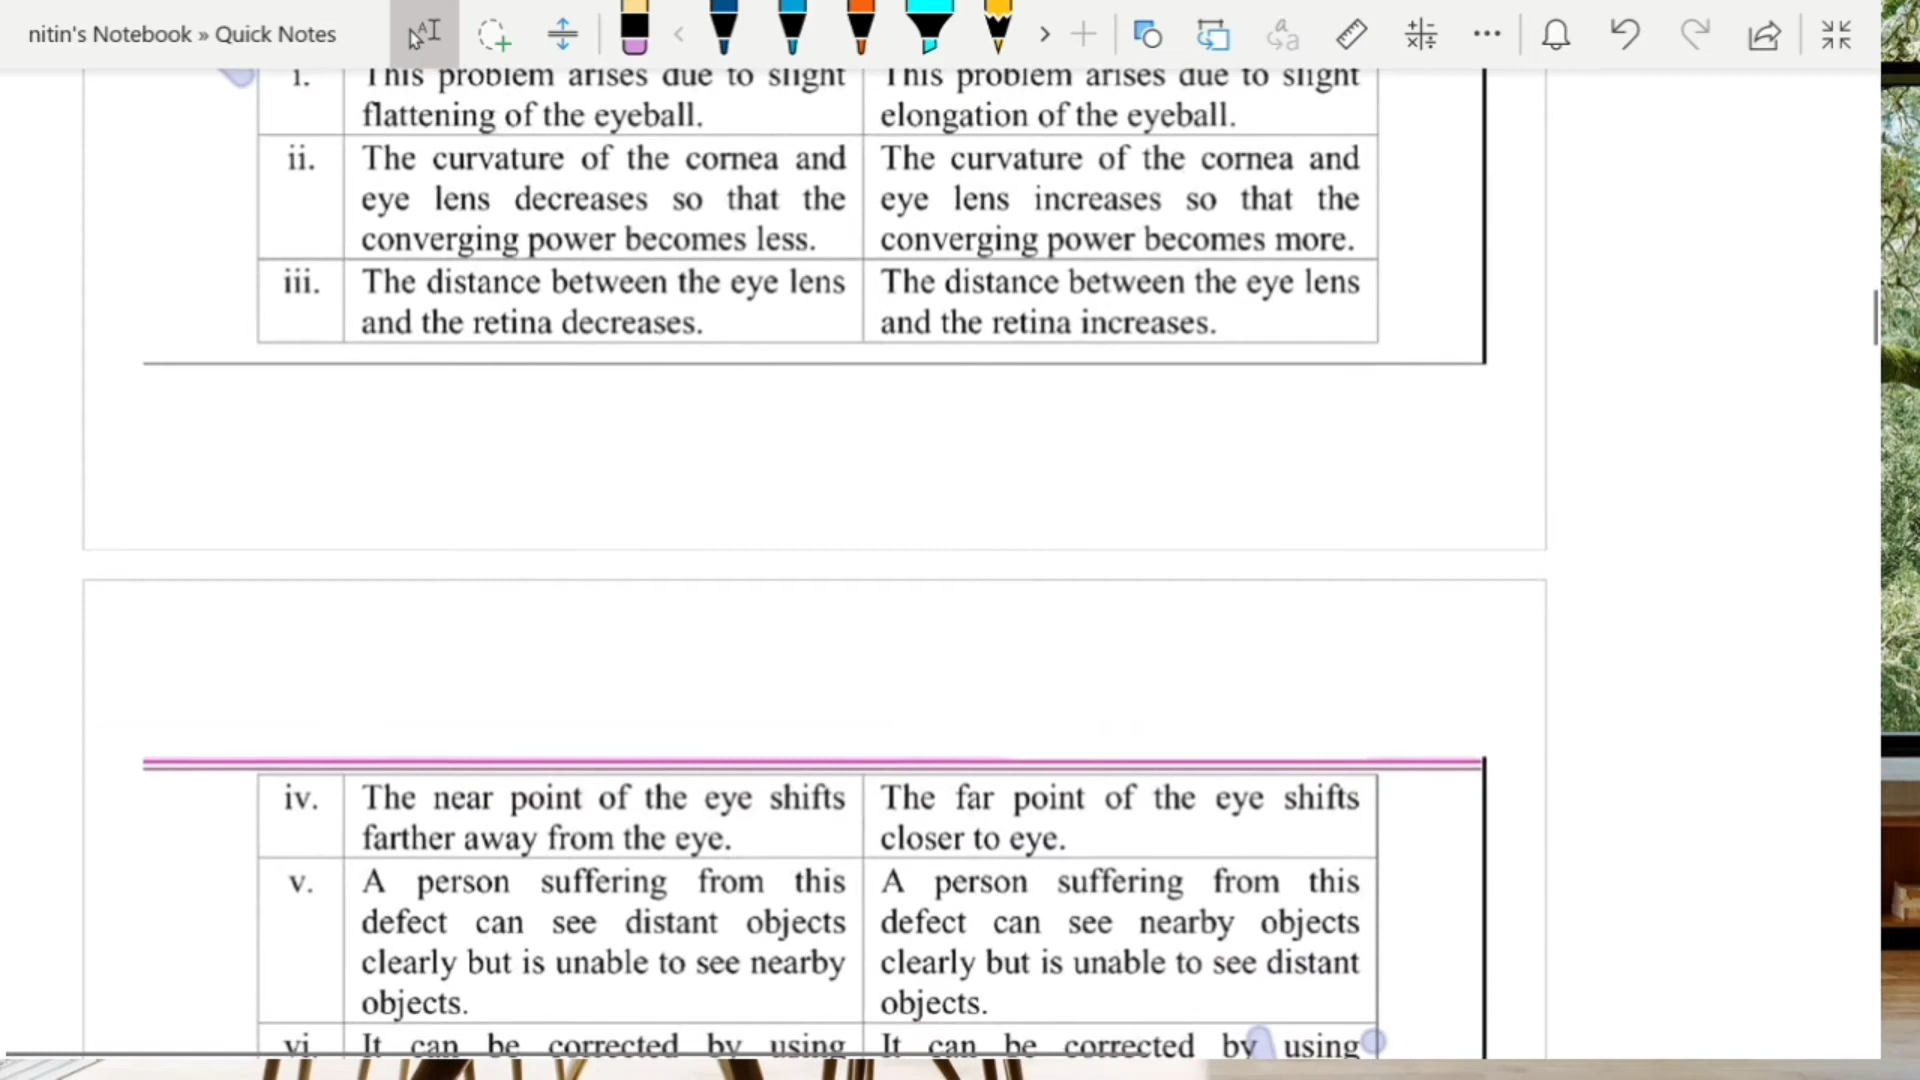 nitin's Notebook » Quick Notes
i. This problem arises due to slight This problem arises due to slight
flattening of the eyeball. elongation of the eyeball.
ii. The curvature of the cornea and The curvature of the cornea and
eye lens decreases so that the eye lens increases so that the
converging power becomes less. converging power becomes more.
iii. The distance between the eye lens The distance between the eye lens
and the retina decreases. and the retina increases.
iv. The near point of the eye shifts The far point of the eye shifts
farther away from the eye. closer to eye.
v. A person suffering from this A person suffering from this
defect can see distant objects defect can see nearby objects
clearly but is unable to see nearby clearly but is unable to see distant
objects. objects.
vi It can be corrected by using It can be corrected by using